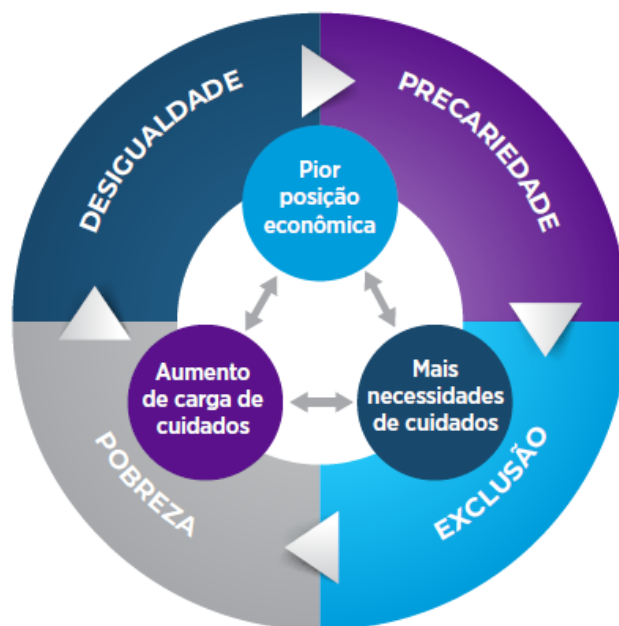 DESIGUALDADE
PRECARIEDADE
Pior
posição
econômica
Aumento
de carga de
cuidados
Mais
necessidades
de cuidados
POBREZA
EXCLUSÃO